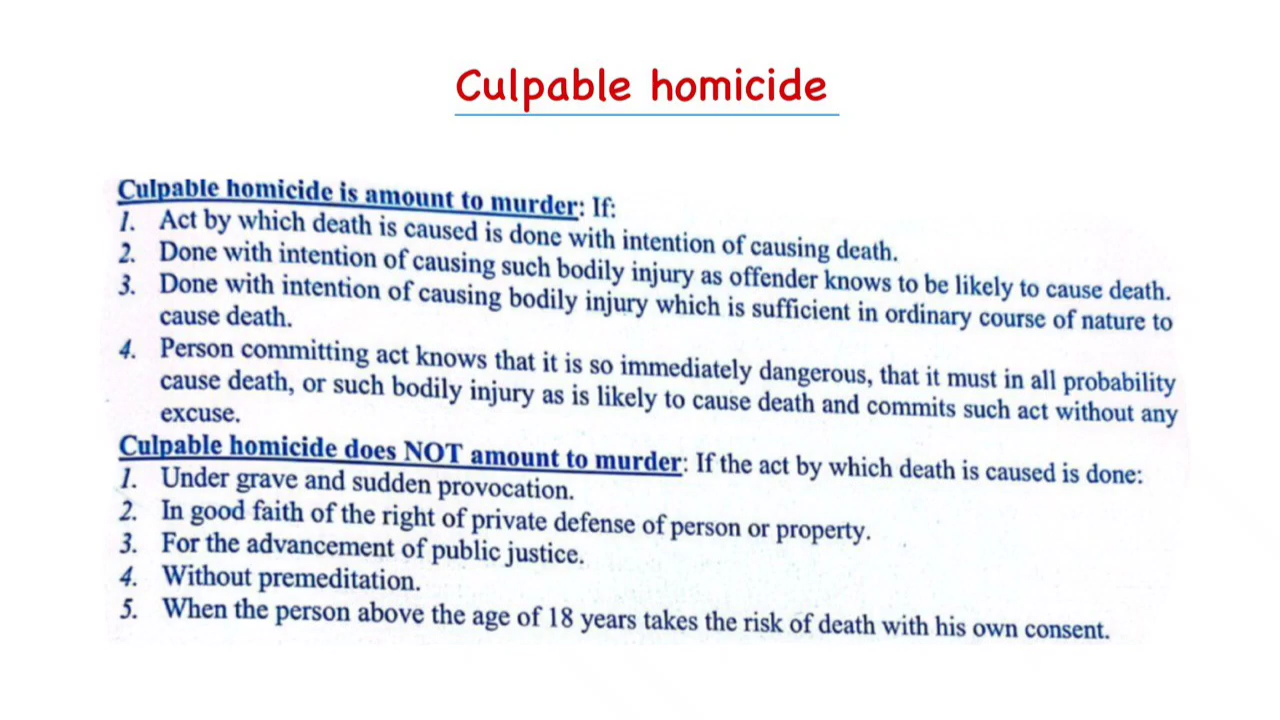 Culpable homicide
Culpable homicide is amount to murder: If:
1. Act by which death is caused is done with intention of causing death.
2. Done with intention of causing such bodily injury as offender knows to be likely to cause death.
3. Done with intention of causing bodily injury which is sufficient in ordinary course of nature to
cause death.
4. Person committing act knows that it is so immediately dangerous, that it must in all probability
cause death, or such bodily injury as is likely to cause death and commits such act without any
excuse.
Culpable homicide does NOT amount to murder: If the act by which death is caused is done:
1. Under grave and sudden provocation.
2. In good faith of the right of private defense of person or property.
3. For the advancement of public justice.
4. Without premeditation.
5. When the person above the age of 18 years takes the risk of death with his own consent.